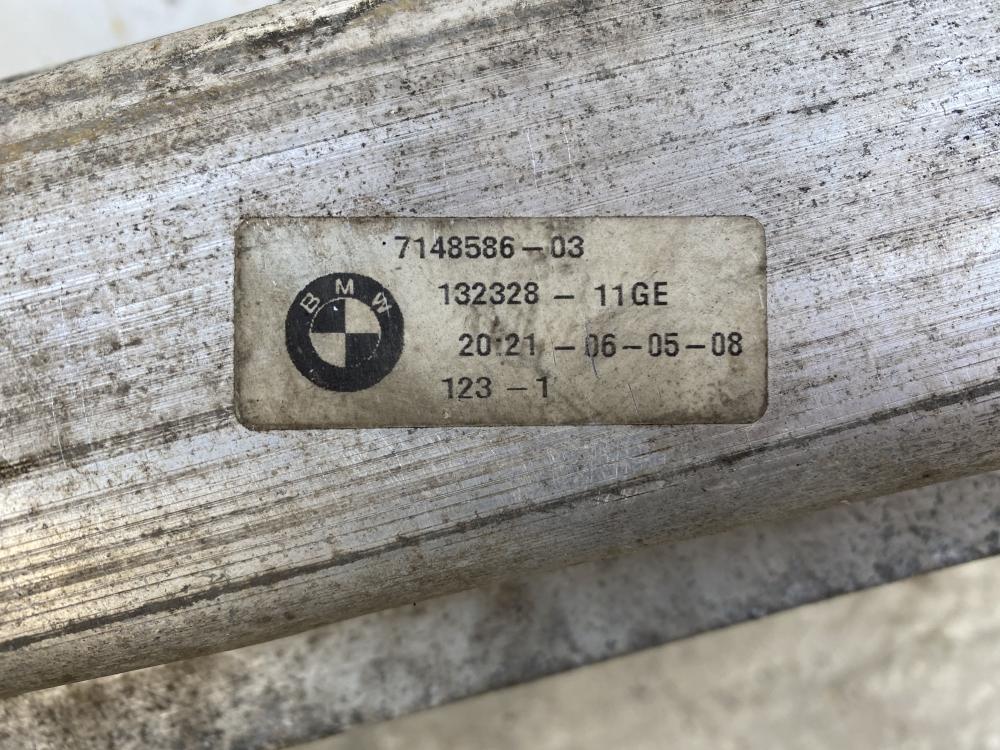 7148586-03
BMW
132328 - 11GE
20:21 - 06-05-08
123 - 1